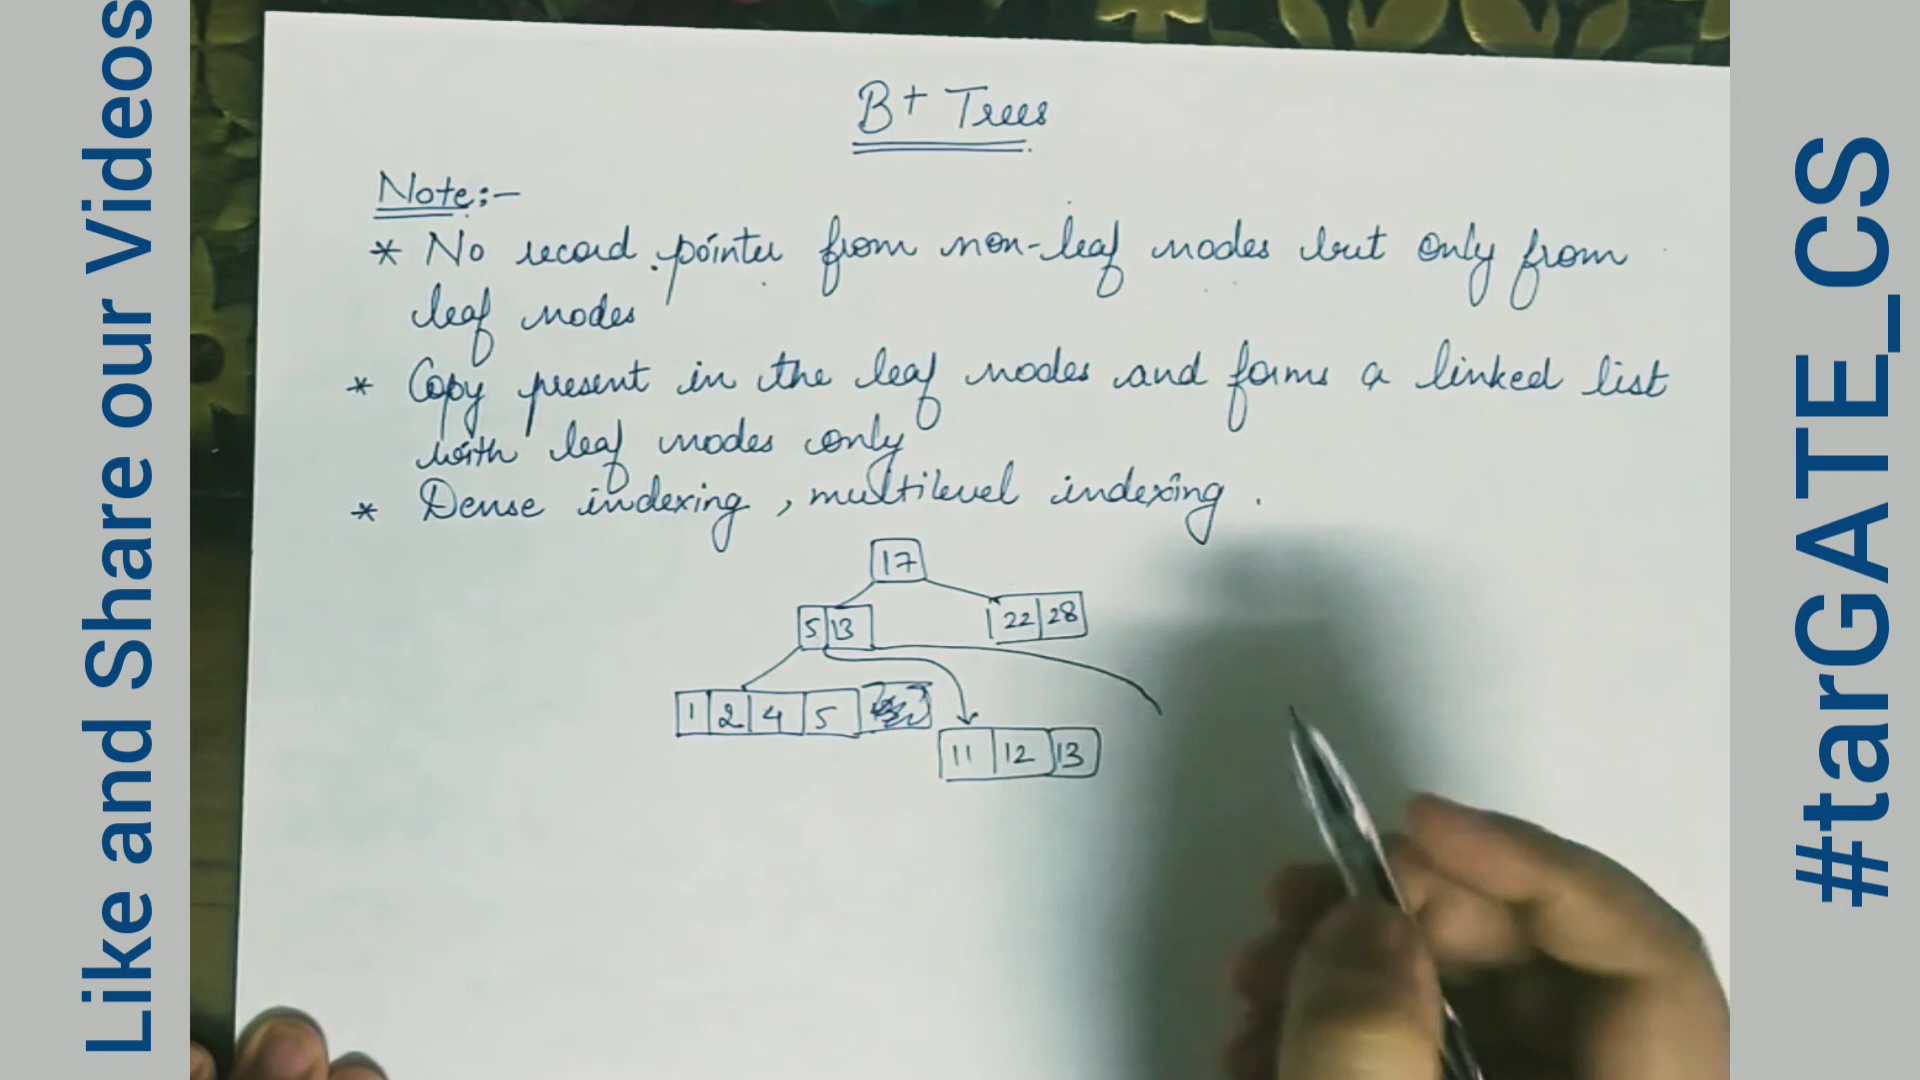 Like and Share our Videos
B+ Trees
Note:-
* No record pointer from non-leaf nodes but only from
leaf nodes
* Copy present in the leaf nodes and forms a linked list
with leaf nodes only
* Dense indexing, multilevel indexing.
17
5 13
22 28
1 2 4 5
11 12 13
#tarGATE_CS